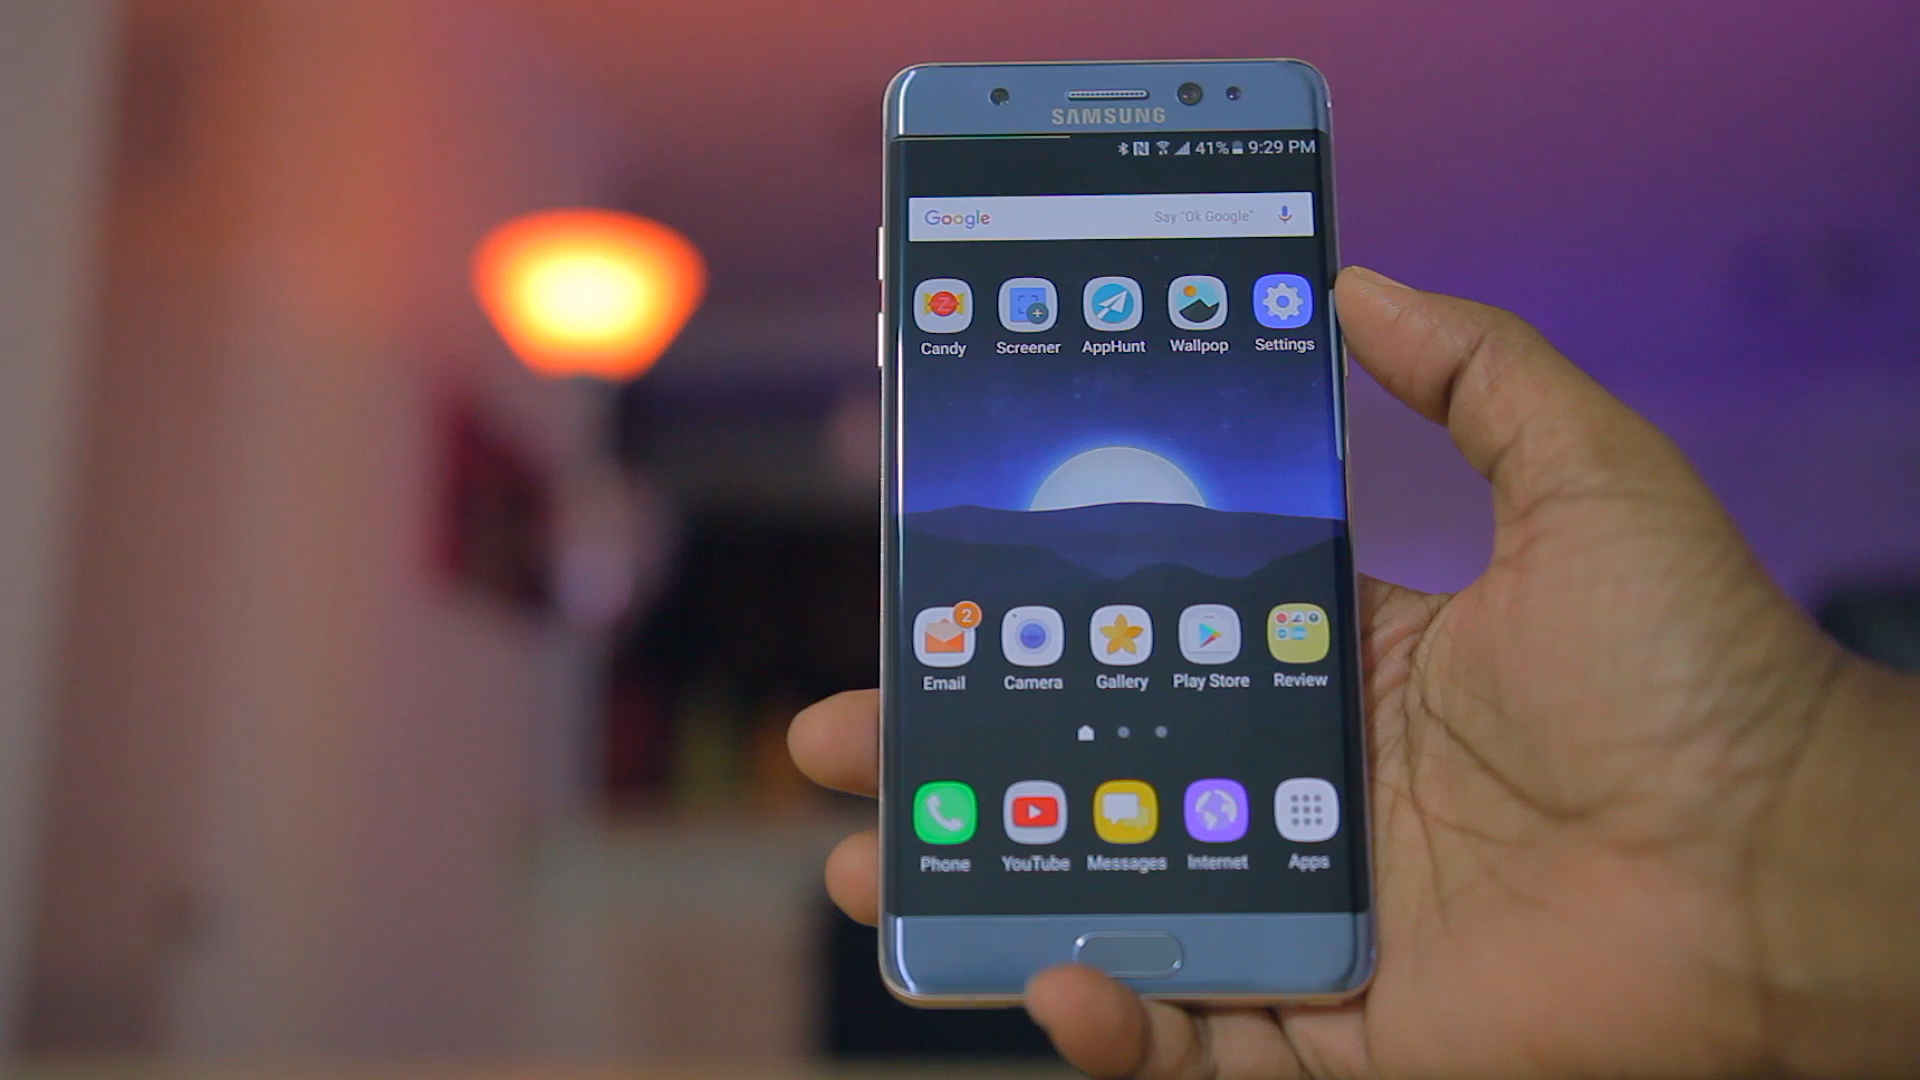 SAMSUNG
41% 9:29 PM
Google Say "Ok Google"
Candy Screener AppHunt Wallpop Settings
2
Email Camera Gallery Play Store Review
Phone YouTube Messages Internet Apps